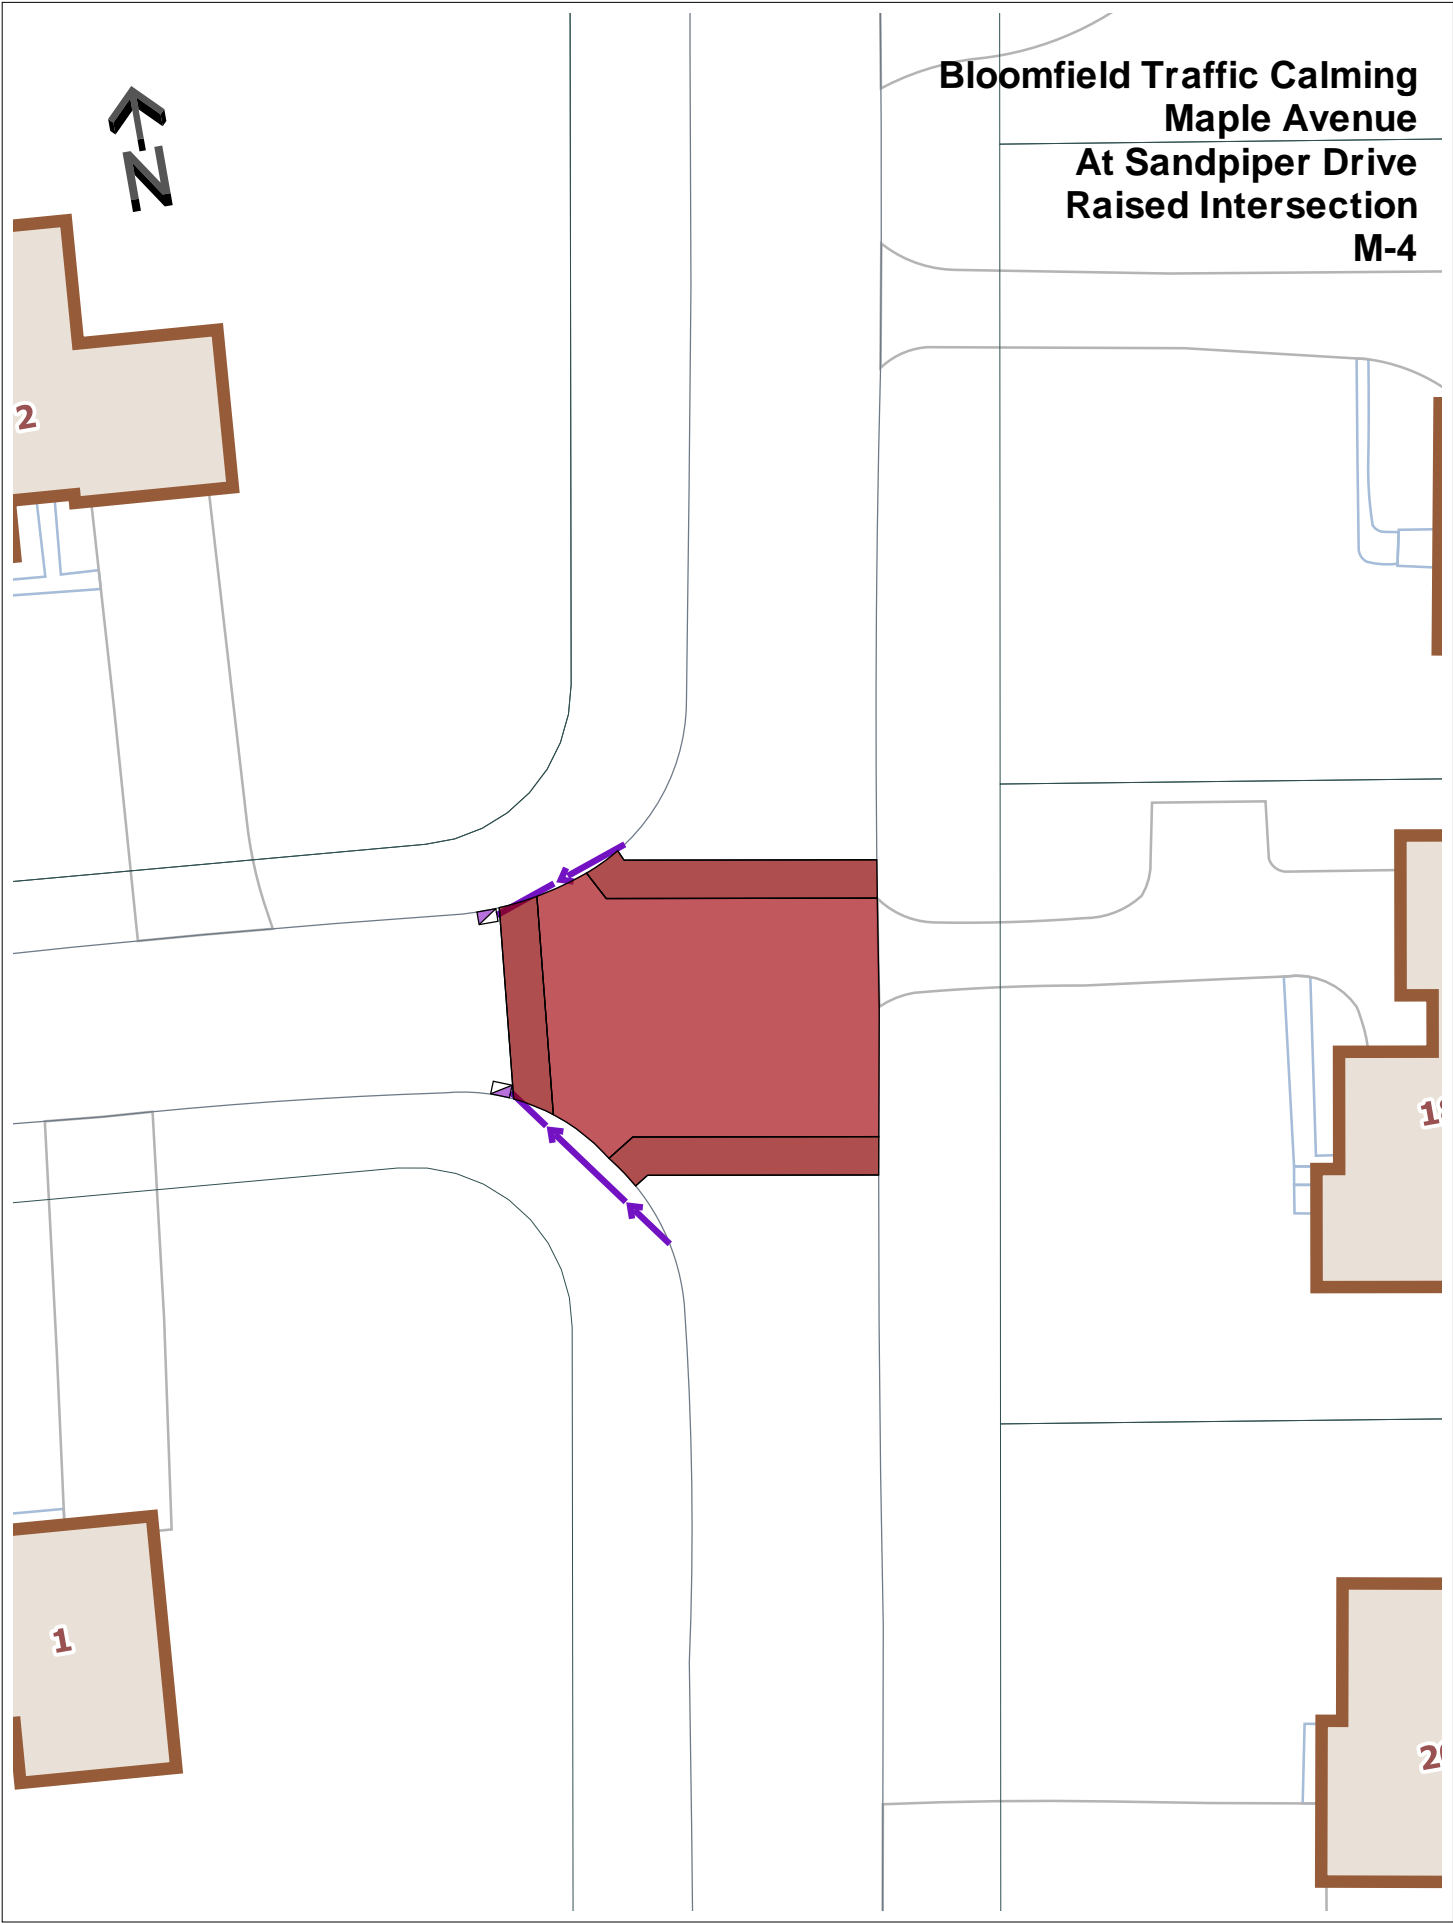 Bloomfield Traffic Calming
Maple Avenue
At Sandpiper Drive
Raised Intersection
M-4
N
2
1